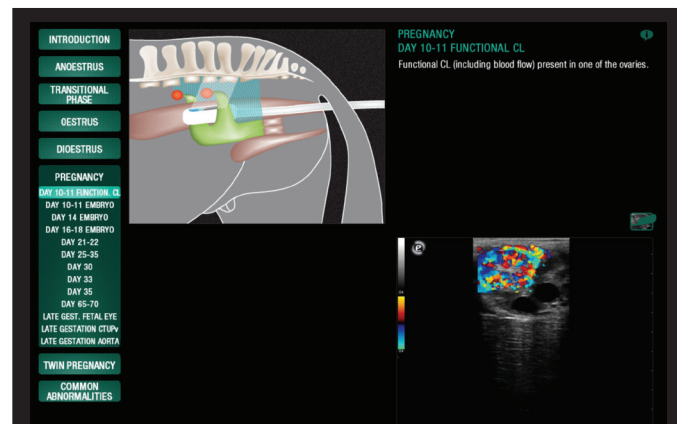 INTRODUCTION
ANOESTRUS
TRANSITIONAL
PHASE
OESTRUS
DIOESTRUS
PREGNANCY
DAY 10-11 FUNCTION. CL
DAY 10-11 EMBRYO
DAY 14 EMBRYO
DAY 16-18 EMBRYO
DAY 21-22
DAY 25-35
DAY 30
DAY 33
DAY 35
DAY 65-70
LATE GEST. FETAL EYE
LATE GESTATION CTUPv
LATE GESTATION AORTA
TWIN PREGNANCY
COMMON
ABNORMALITIES
PREGNANCY
DAY 10-11 FUNCTIONAL CL
Functional CL (including blood flow) present in one of the ovaries.